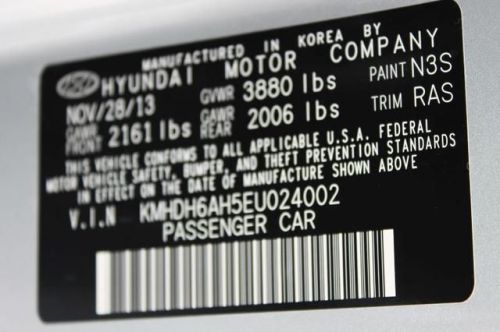 MANUFACTURED IN KOREA BY
HYUNDAI MOTOR COMPANY
NOV/28/13 GVWR 3880 lbs PAINT N3S
GAWR FRONT 2161 lbs GAWR REAR 2006 lbs TRIM RAS
THIS VEHICLE CONFORMS TO ALL APPLICABLE U.S.A. FEDERAL
MOTOR VEHICLE SAFETY, BUMPER, AND THEFT PREVENTION STANDARDS
IN EFFECT ON THE DATE OF MANUFACTURE SHOWN ABOVE
V.I.N KMHDH6AH5EU024002
PASSENGER CAR